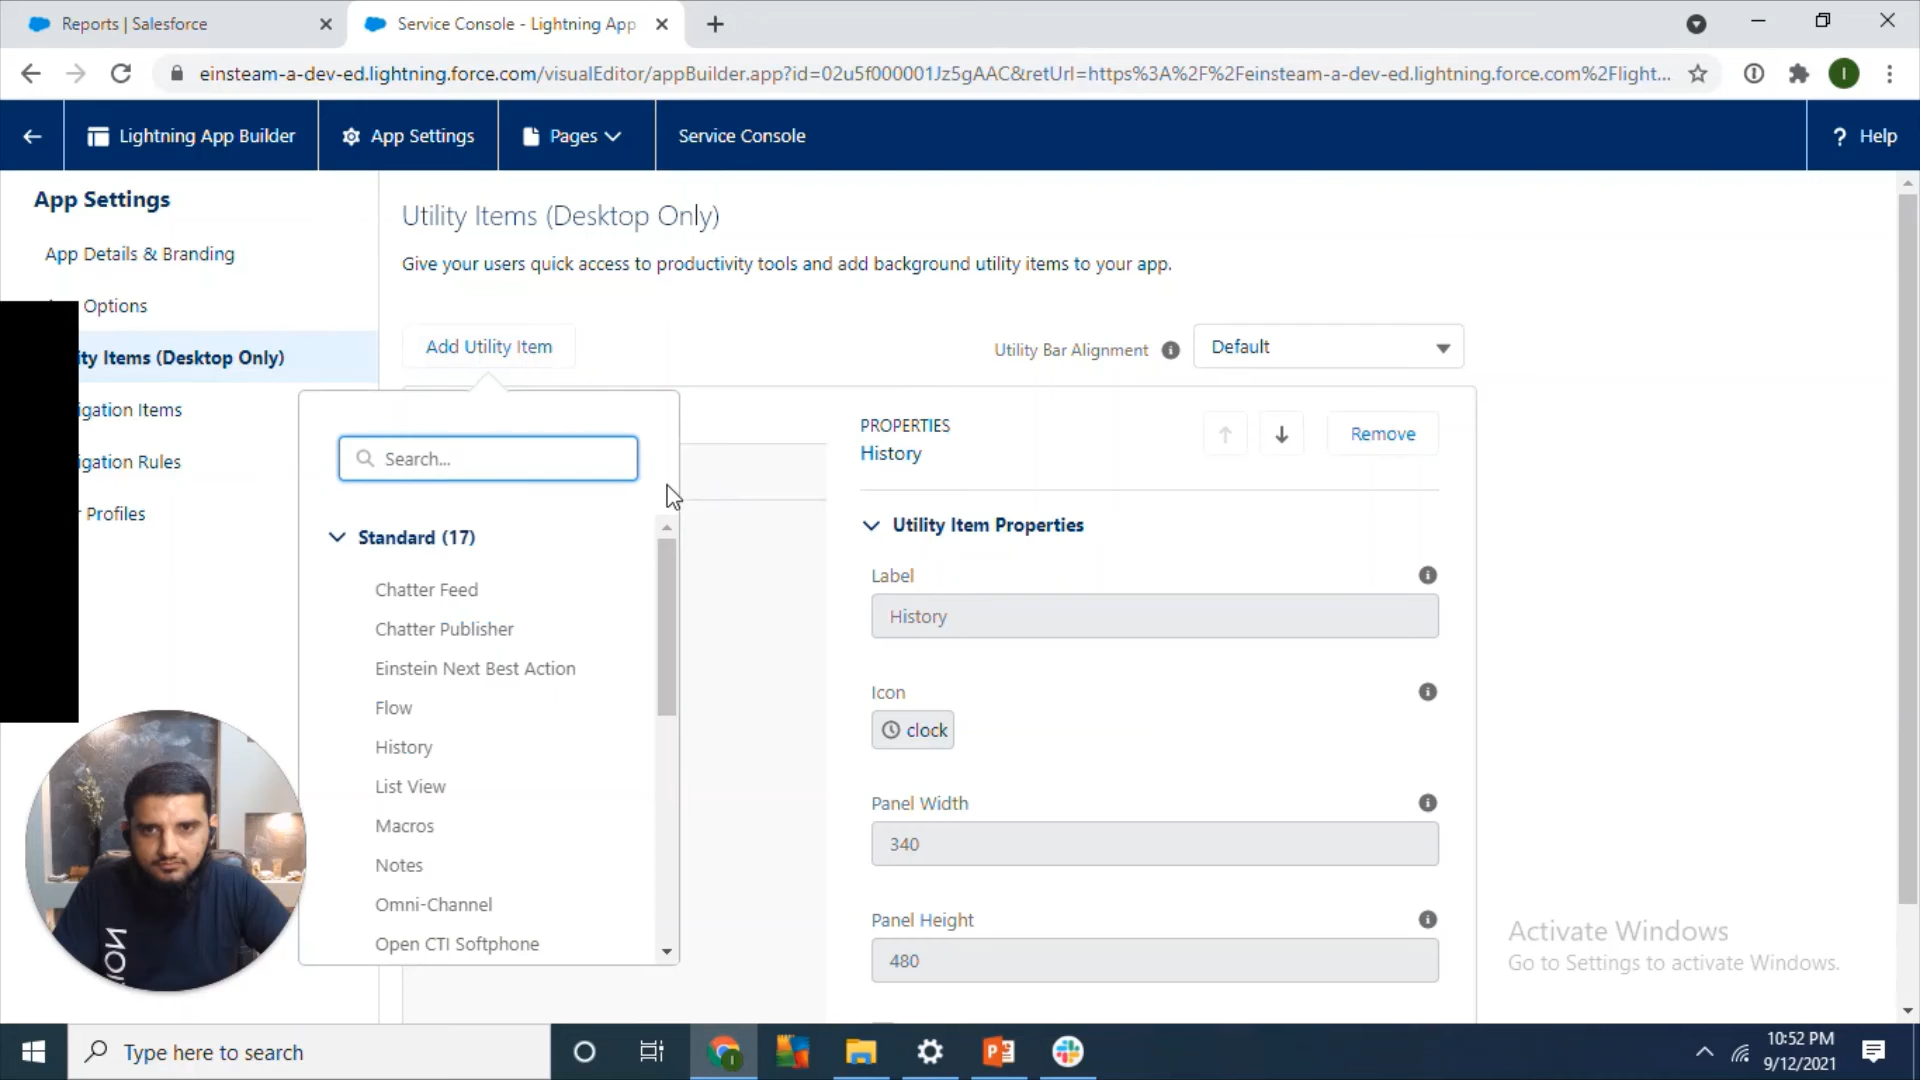 Reports | Salesforce
Service Console - Lightning App
einsteam-a-dev-ed.lightning.force.com/visualEditor/appBuilder.app?id=02u5f000001Jz5gAAC&retUrl=https%3A%2F%2Feinsteam-a-dev-ed.lightning.force.com%2Flight...
I
Lightning App Builder
App Settings
Pages
Service Console
? Help
App Settings
App Details & Branding
Options
ity Items (Desktop Only)
igation Items
igation Rules
r Profiles
Utility Items (Desktop Only)
Give your users quick access to productivity tools and add background utility items to your app.
Add Utility Item
Utility Bar Alignment
Default
Search...
Standard (17)
Chatter Feed
Chatter Publisher
Einstein Next Best Action
Flow
History
List View
Macros
Notes
Omni-Channel
Open CTI Softphone
PROPERTIES
History
Remove
Utility Item Properties
Label
History
Icon
clock
Panel Width
340
Panel Height
480
Activate Windows
Go to Settings to activate Windows.
Type here to search
10:52 PM
9/12/2021